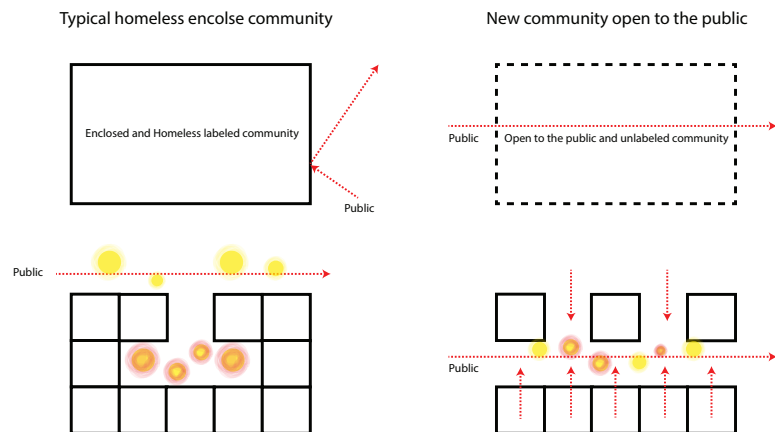 Typical homeless encolse community
New community open to the public
Enclosed and Homeless labeled community
Public
Public
Open to the public and unlabeled community
Public
Public